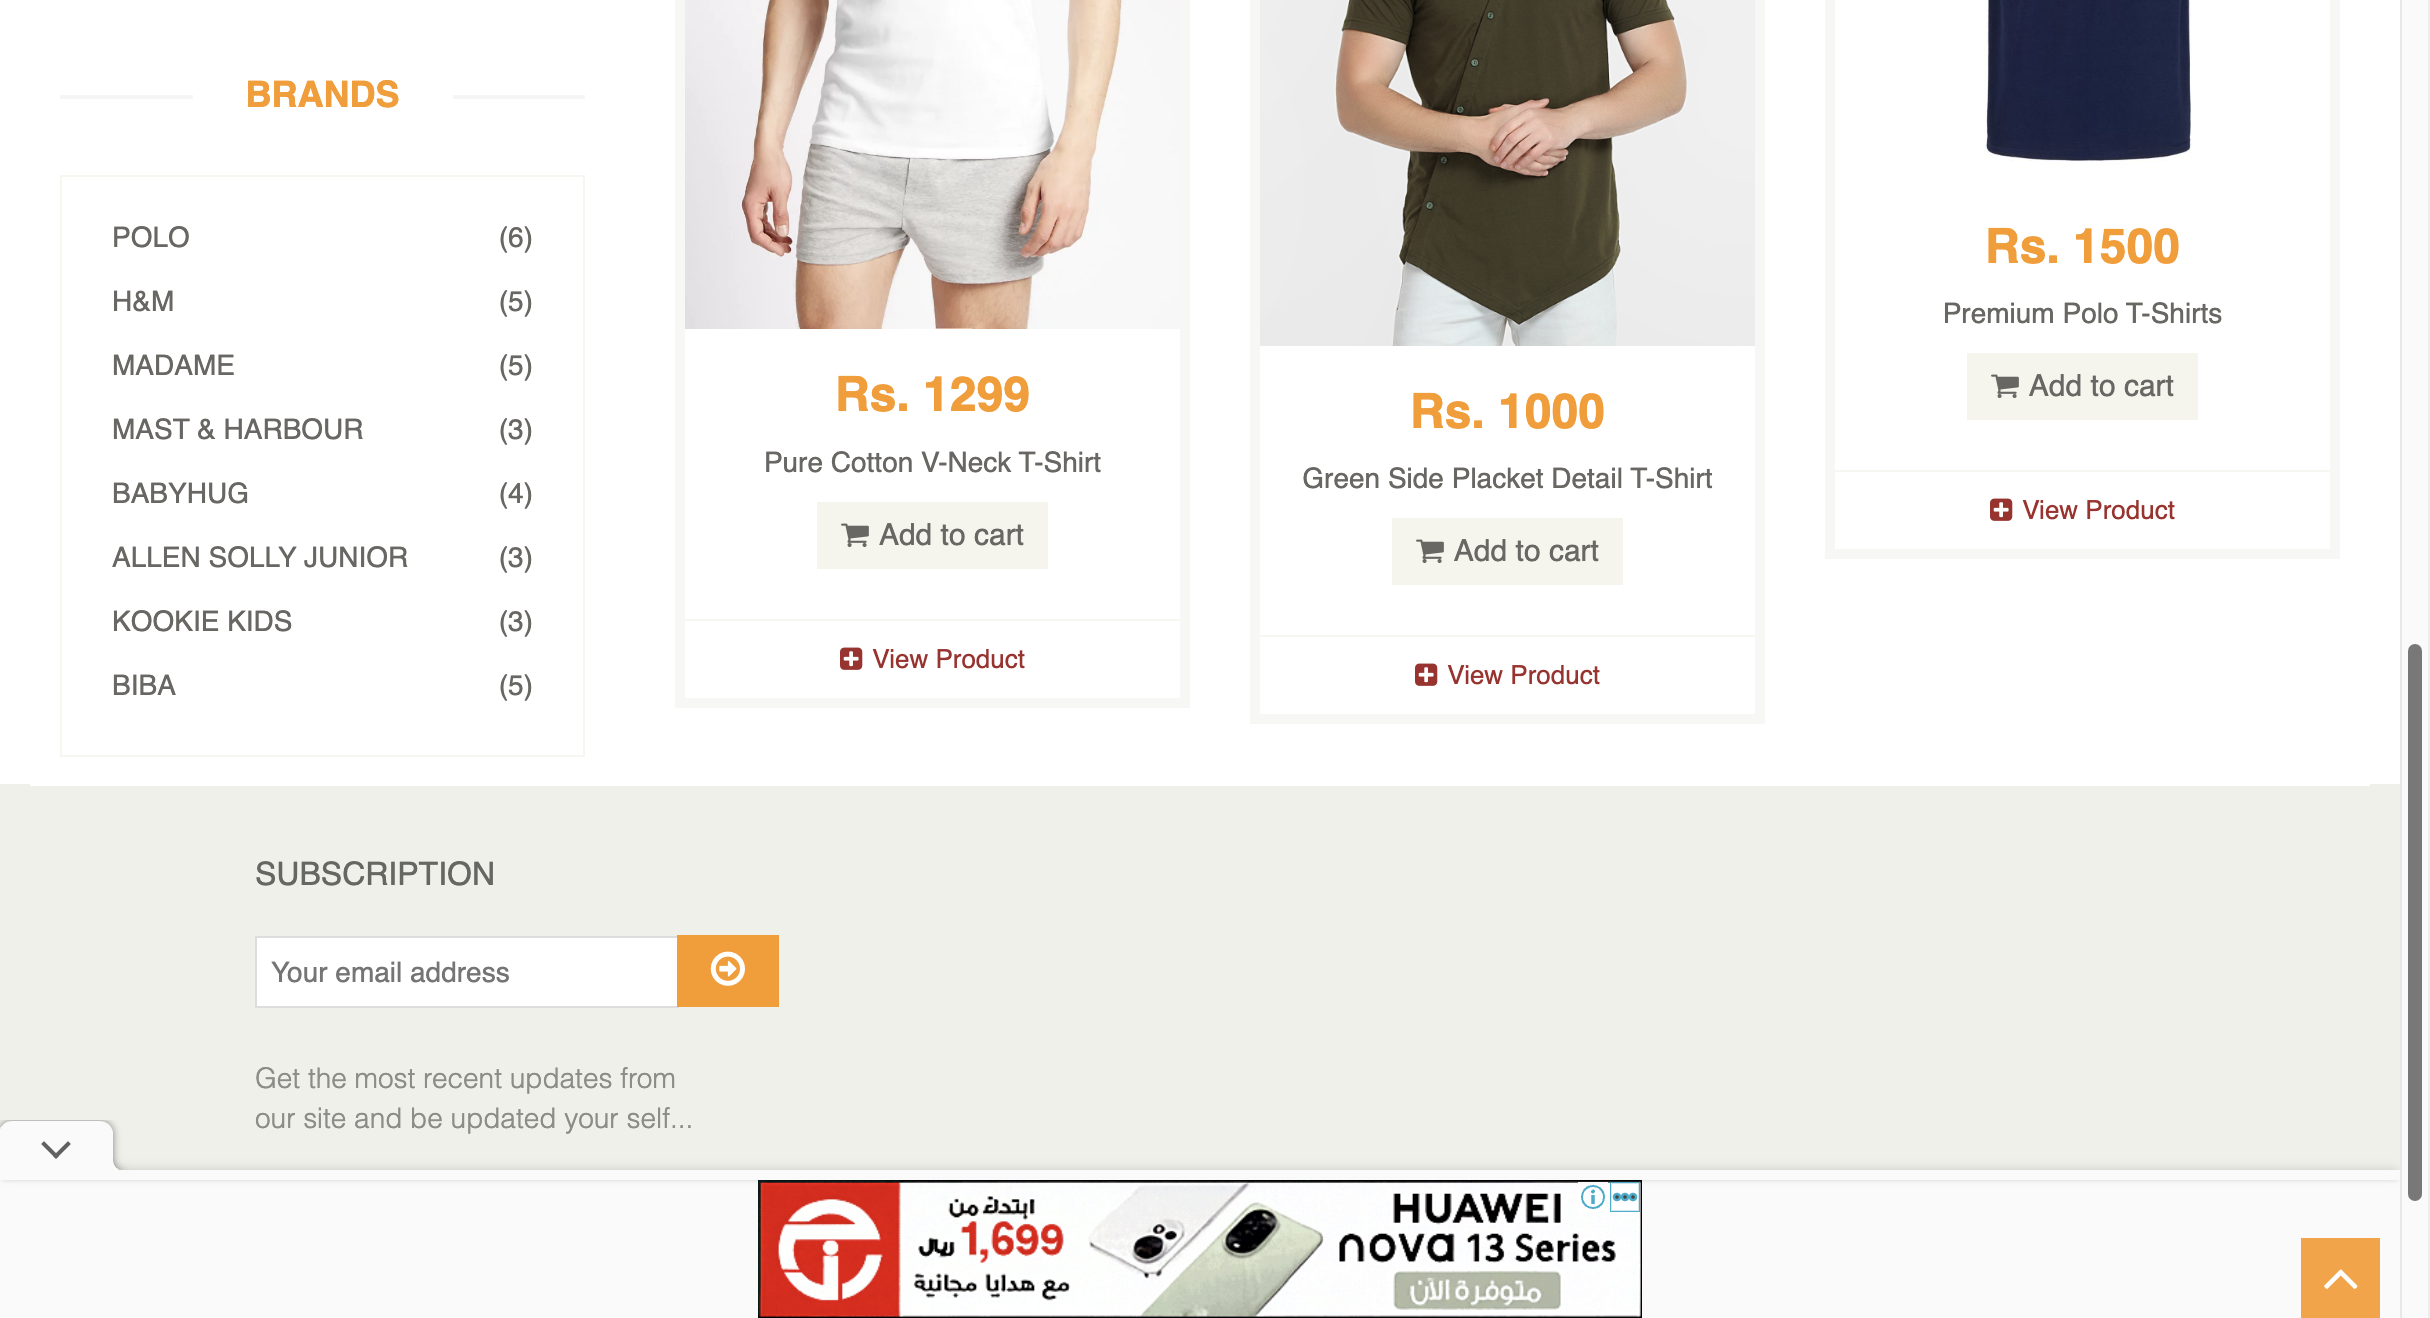 BRANDS
POLO (6)
H&M (5)
MADAME (5)
MAST & HARBOUR (3)
BABYHUG (4)
ALLEN SOLLY JUNIOR (3)
KOOKIE KIDS (3)
BIBA (5)
Rs. 1299
Pure Cotton V-Neck T-Shirt
Add to cart
View Product
Rs. 1000
Green Side Placket Detail T-Shirt
Add to cart
View Product
Rs. 1500
Premium Polo T-Shirts
Add to cart
View Product
SUBSCRIPTION
Your email address
Get the most recent updates from
our site and be updated your self...
ابتداءً من
1,699 ريال
مع هدايا مجانية
HUAWEI
nova 13 Series
متوفرة الآن